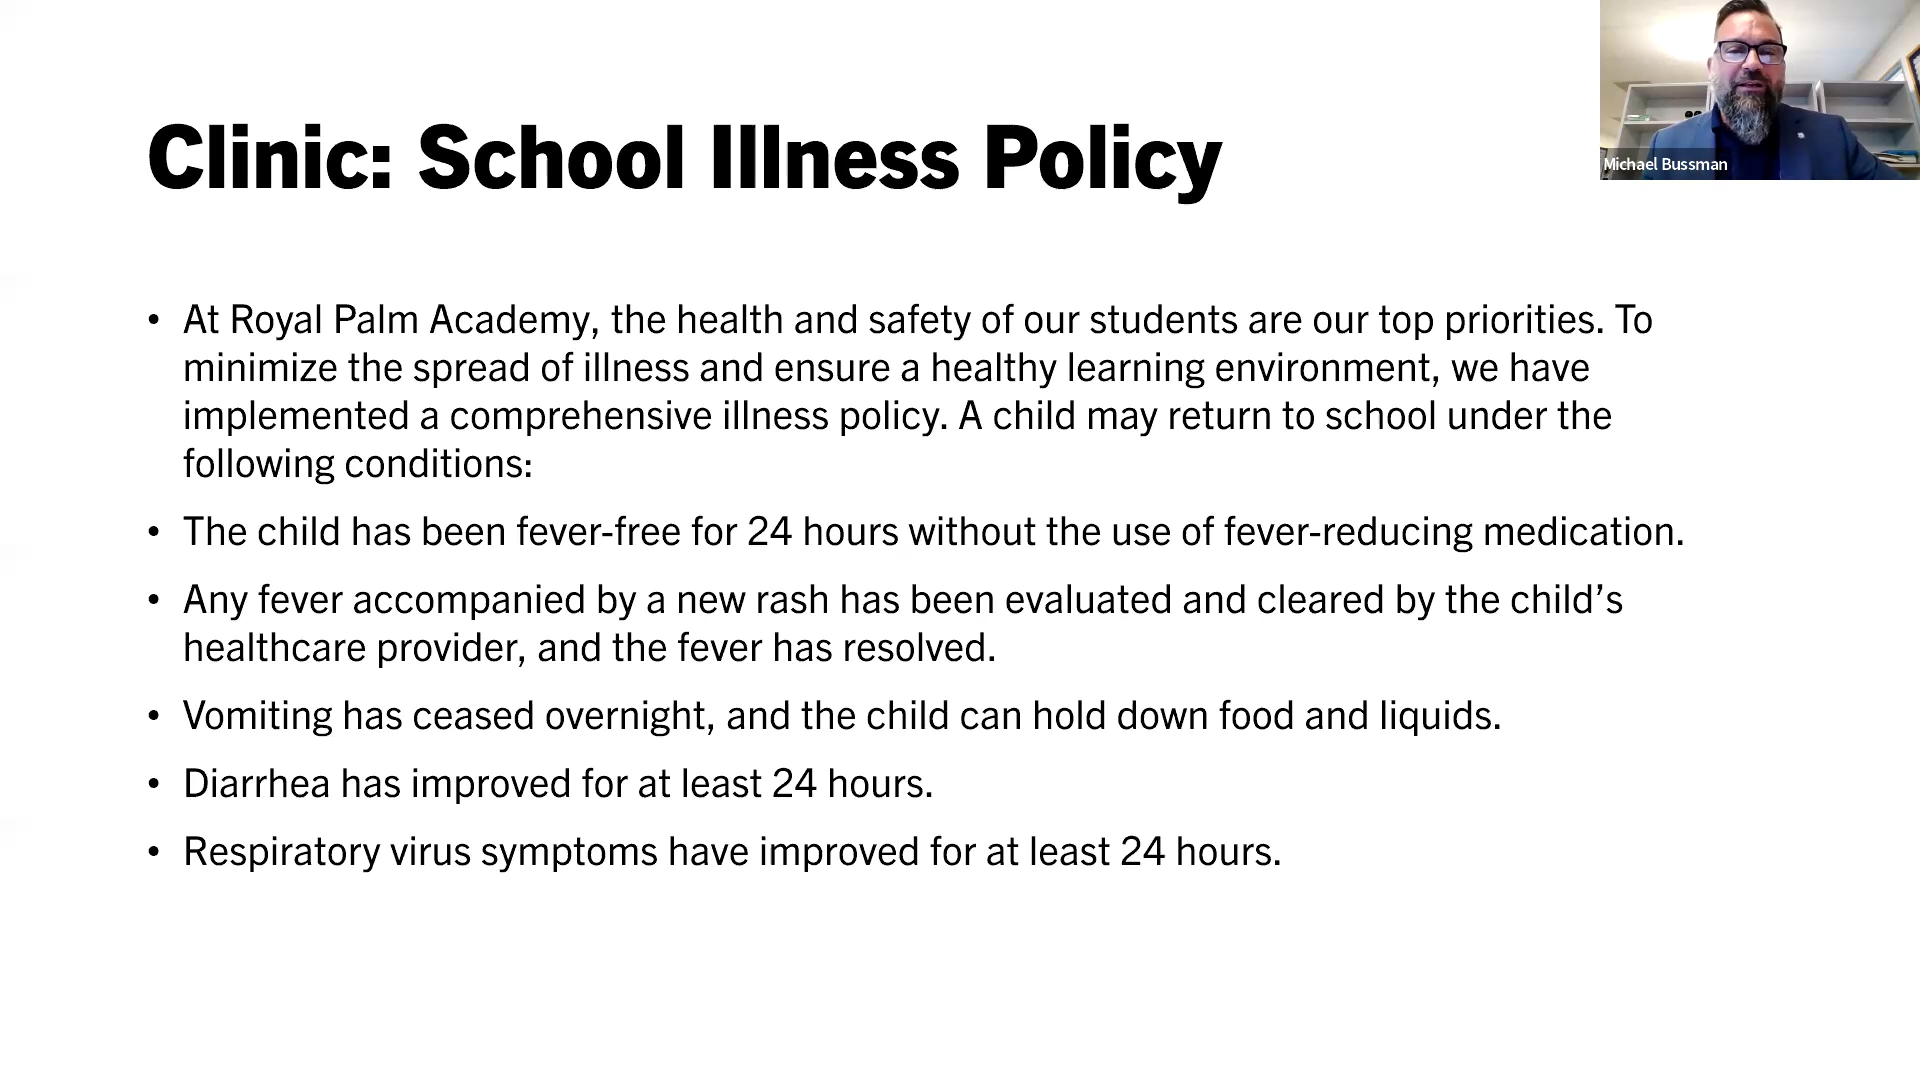 Clinic: School Illness Policy
Michael Bussman
• At Royal Palm Academy, the health and safety of our students are our top priorities. To
minimize the spread of illness and ensure a healthy learning environment, we have
implemented a comprehensive illness policy. A child may return to school under the
following conditions:
• The child has been fever-free for 24 hours without the use of fever-reducing medication.
• Any fever accompanied by a new rash has been evaluated and cleared by the child’s
healthcare provider, and the fever has resolved.
• Vomiting has ceased overnight, and the child can hold down food and liquids.
• Diarrhea has improved for at least 24 hours.
• Respiratory virus symptoms have improved for at least 24 hours.